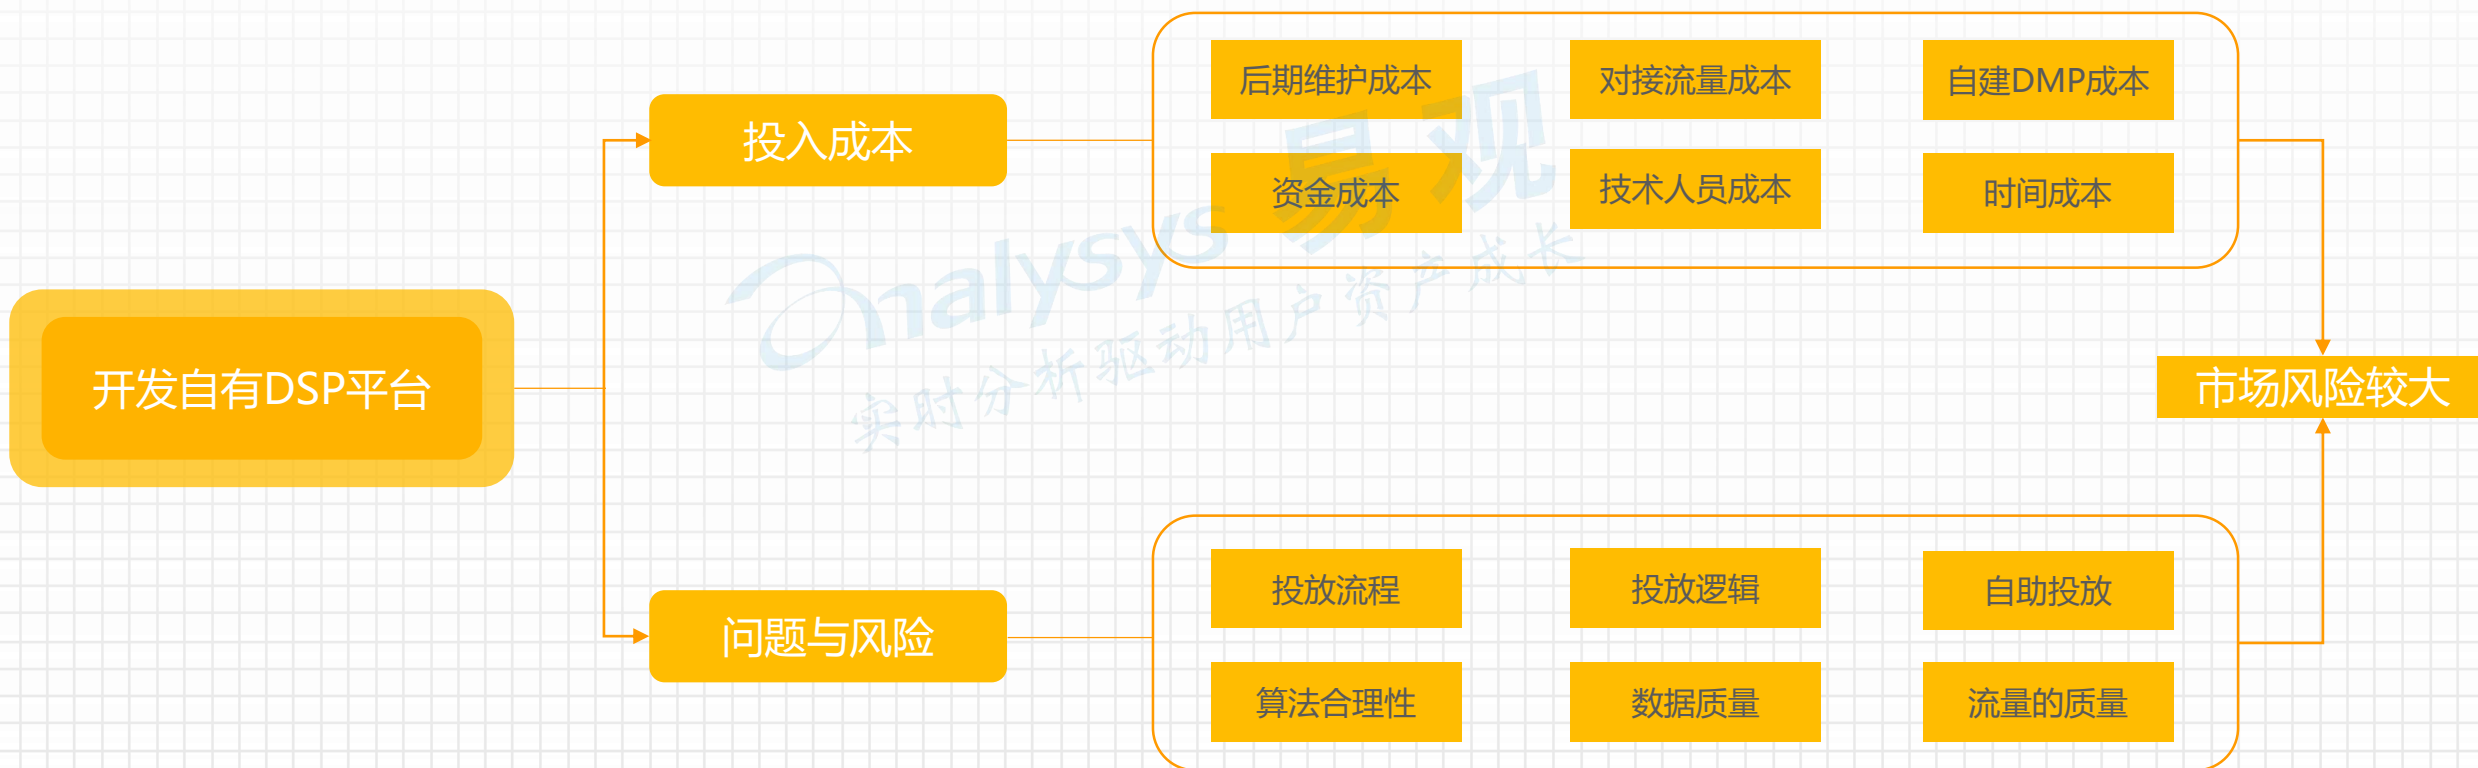 开发自有DSP平台
投入成本
后期维护成本
对接流量成本
自建DMP成本
资金成本
技术人员成本
时间成本
问题与风险
投放流程
投放逻辑
自助投放
算法合理性
数据质量
流量的质量
市场风险较大
analysys 易观
实时分析驱动用户资产成长